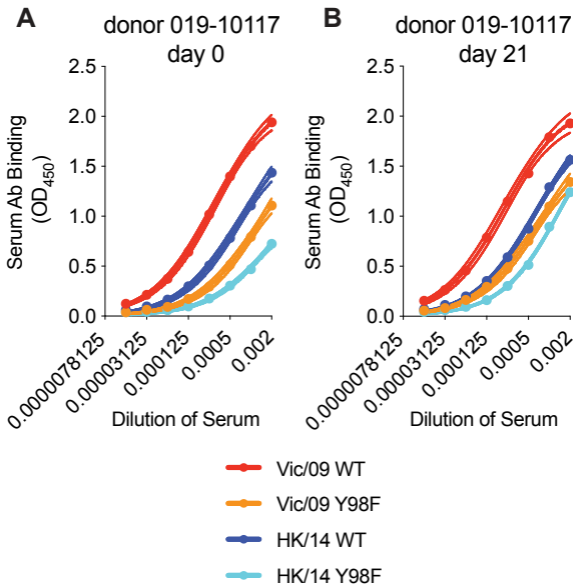 A
donor 019-10117
day 0
Serum Ab Binding
(OD450)
2.5
2.0
1.5
1.0
0.5
0.0
0.0000078125
0.00003125
0.000125
0.0005
0.002
Dilution of Serum
B
donor 019-10117
day 21
Serum Ab Binding
(OD450)
2.5
2.0
1.5
1.0
0.5
0.0
0.0000078125
0.00003125
0.000125
0.0005
0.002
Dilution of Serum
Vic/09 WT
Vic/09 Y98F
HK/14 WT
HK/14 Y98F